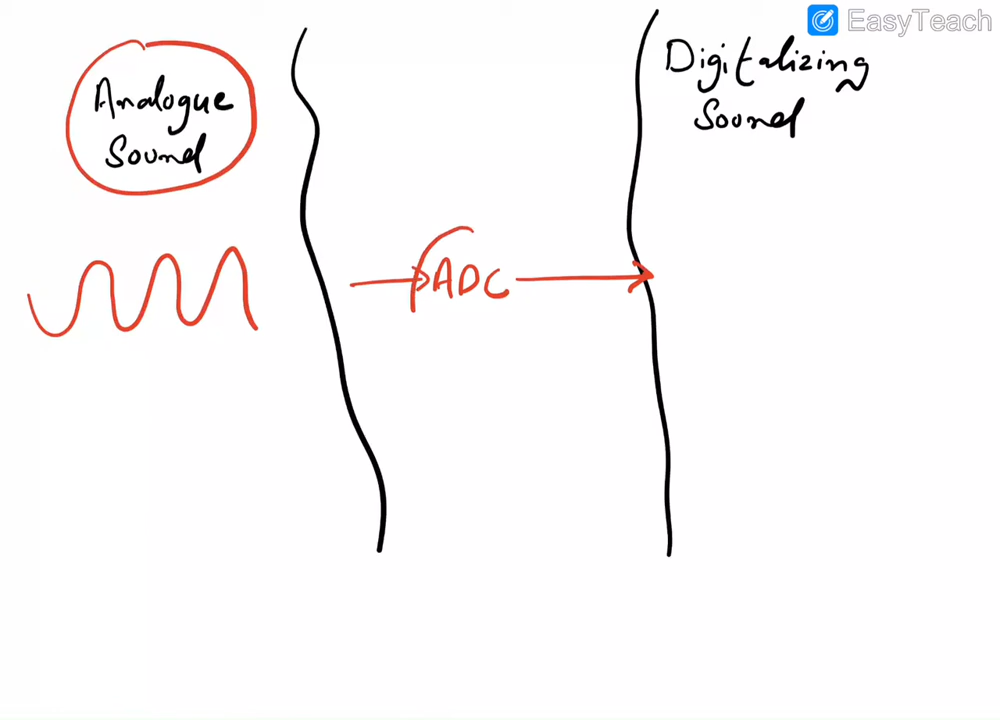 EasyTeach
Analogue
Sound
Digitalizing
Sound
ADC